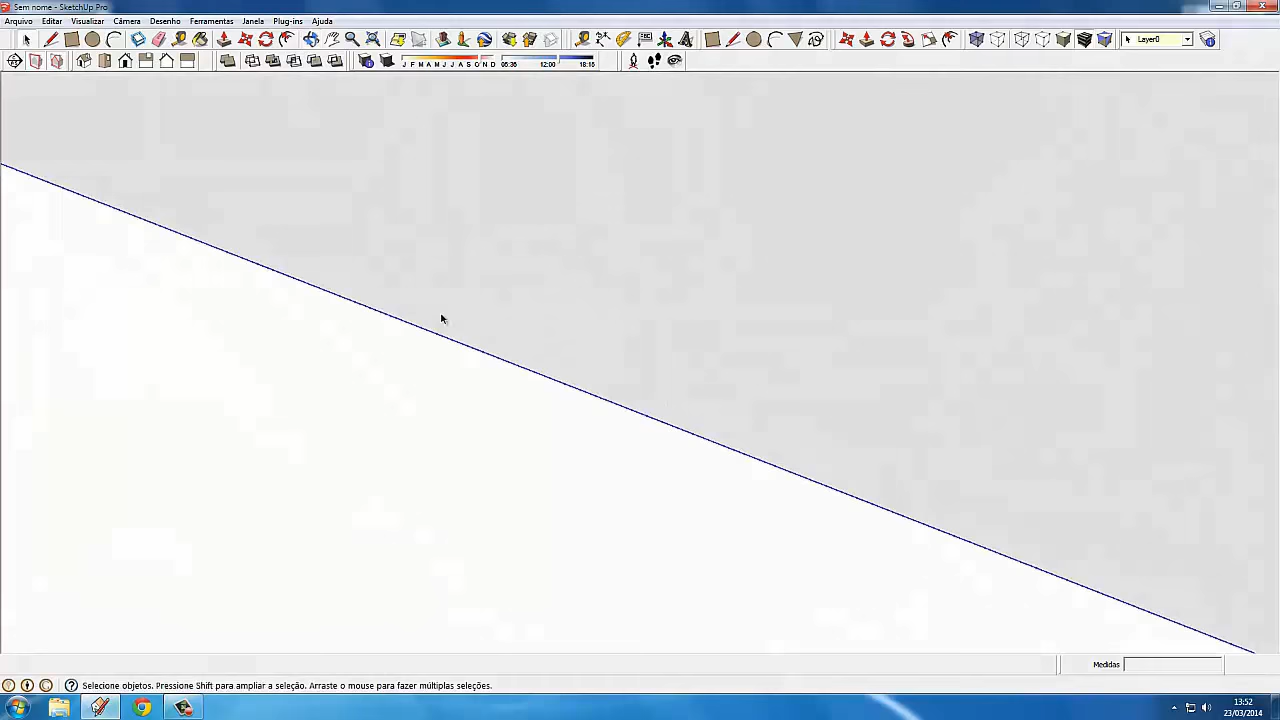 Sem nome - SketchUp Pro
Arquivo Editar Visualizar Câmera Desenho Ferramentas Janela Plug-ins Ajuda
Layer0
J F M A M J J A S O N D 05:36 12:00 18:15
Medidas
Selecione objetos. Pressione Shift para ampliar a seleção. Arraste o mouse para fazer múltiplas seleções.
13:52
23/03/2014